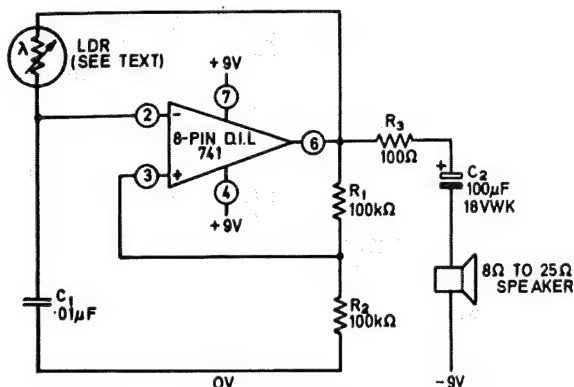 λ
LDR
(SEE TEXT)
+9V
7
2
-
8-PIN D.I.L
741
6
3
+
4
+9V
R3
100Ω
+
C2
100µF
18VWK
R1
100kΩ
C1
.01µF
R2
100kΩ
8Ω TO 25Ω
SPEAKER
0V
-9V